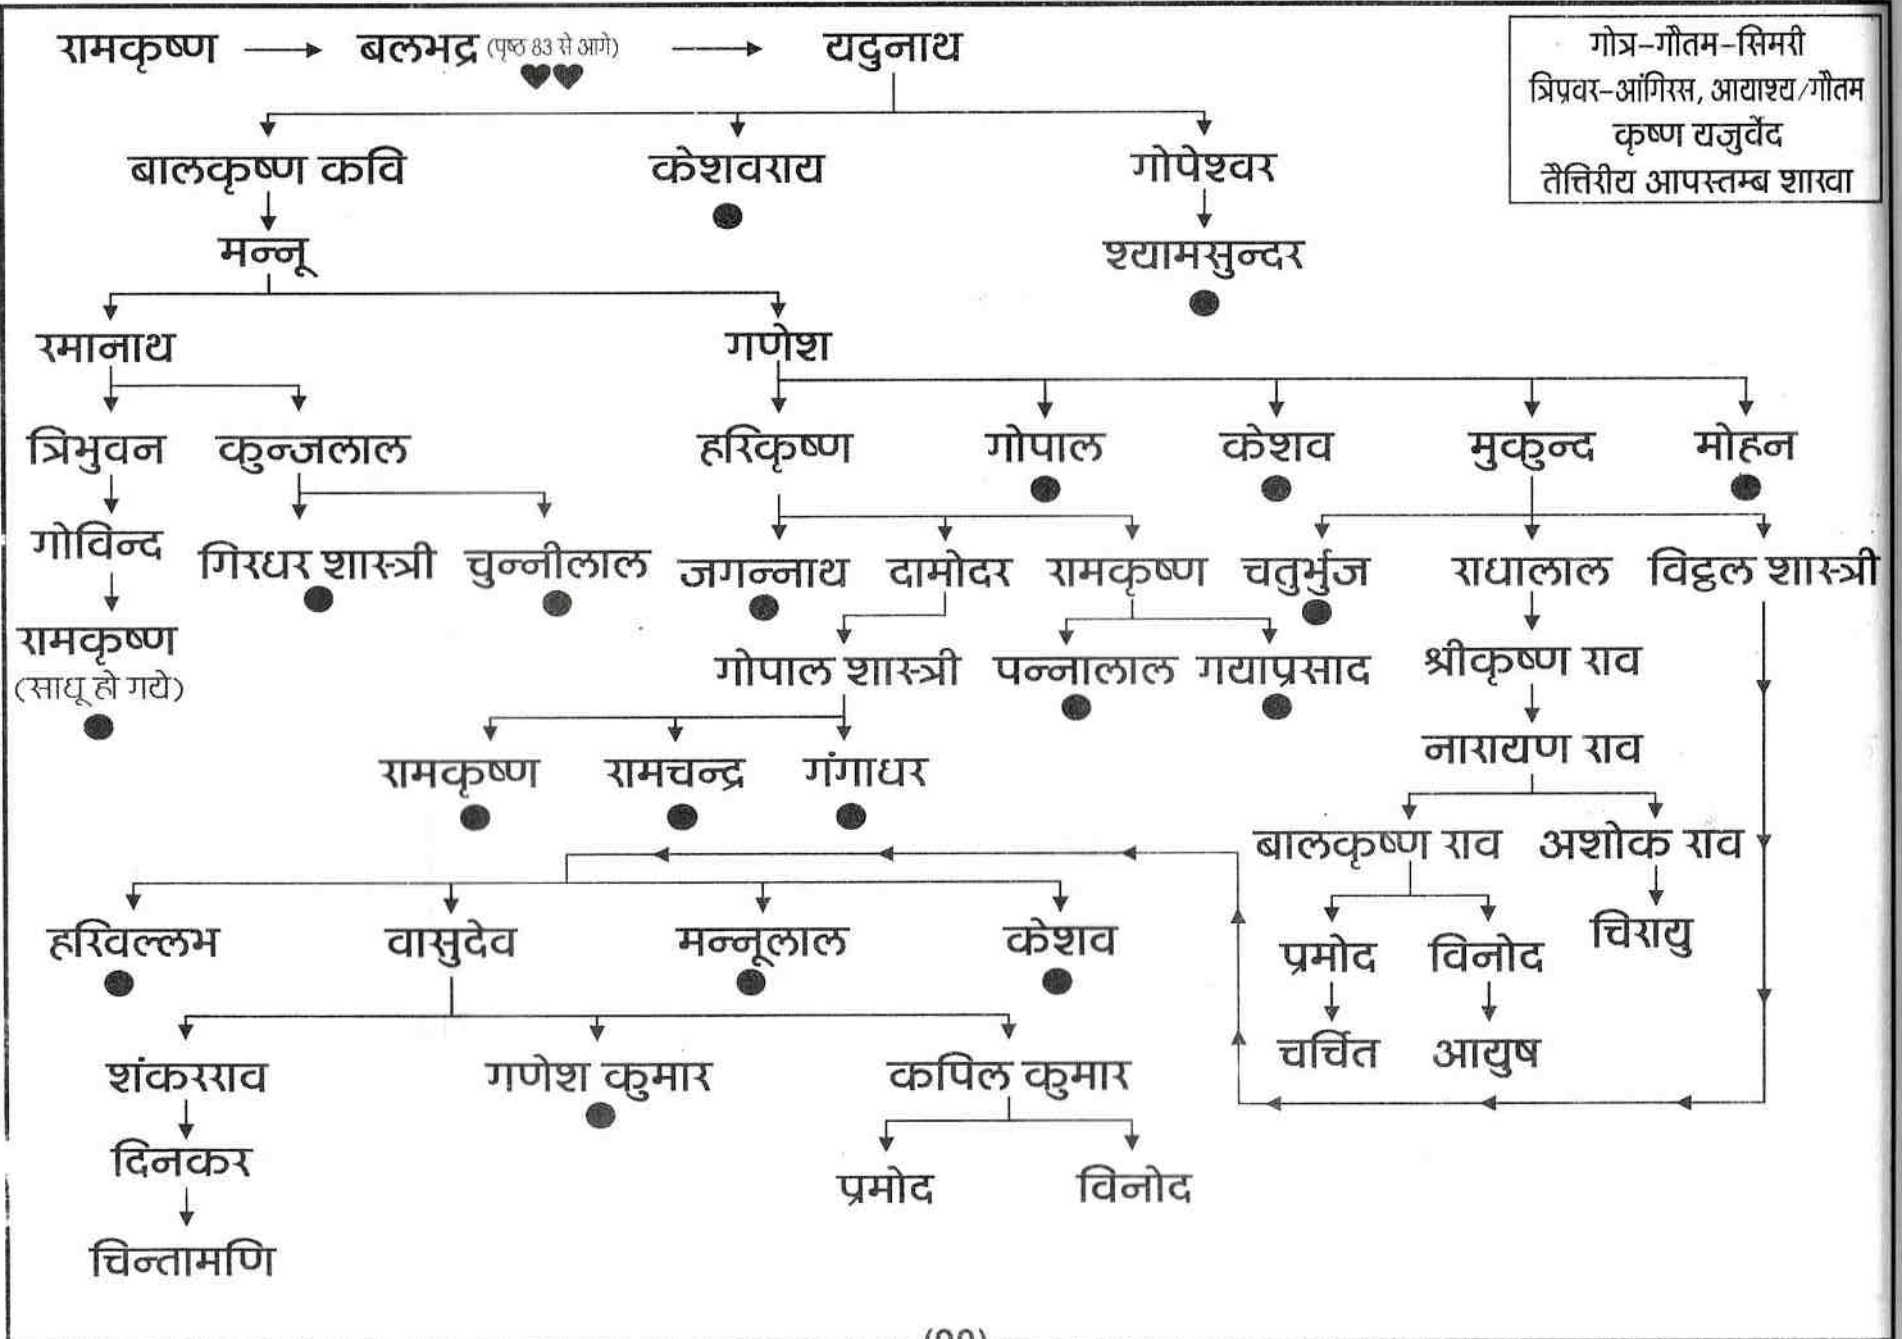 रामकृष्ण बलभद्र (पृष्ठ 83 से आगे) यदुनाथ
गोत्र-गौतम-सिमरी
त्रिप्रवर-आंगिरस, आयाश्य/गौतम
कृष्ण यजुर्वेद
तैत्तिरीय आपस्तम्ब शाखा
बालकृष्ण कवि केशवराय गोपेश्वर
मन्नू श्यामसुन्दर
रमानाथ गणेश
त्रिभुवन कुन्जलाल हरिकृष्ण गोपाल केशव मुकुन्द मोहन
गोविन्द गिरधर शास्त्री चुन्नीलाल जगन्नाथ दामोदर रामकृष्ण चतुर्भुज राधालाल विट्ठल शास्त्री
रामकृष्ण गोपाल शास्त्री पन्नालाल गयाप्रसाद श्रीकृष्ण राव
(साधू हो गये)
रामकृष्ण रामचन्द्र गंगाधर नारायण राव
बालकृष्ण राव अशोक राव
हरिवल्लभ वासुदेव मन्नूलाल केशव प्रमोद विनोद चिरायु
शंकरराव गणेश कुमार कपिल कुमार चर्चित आयुष
दिनकर प्रमोद विनोद
चिन्तामणि